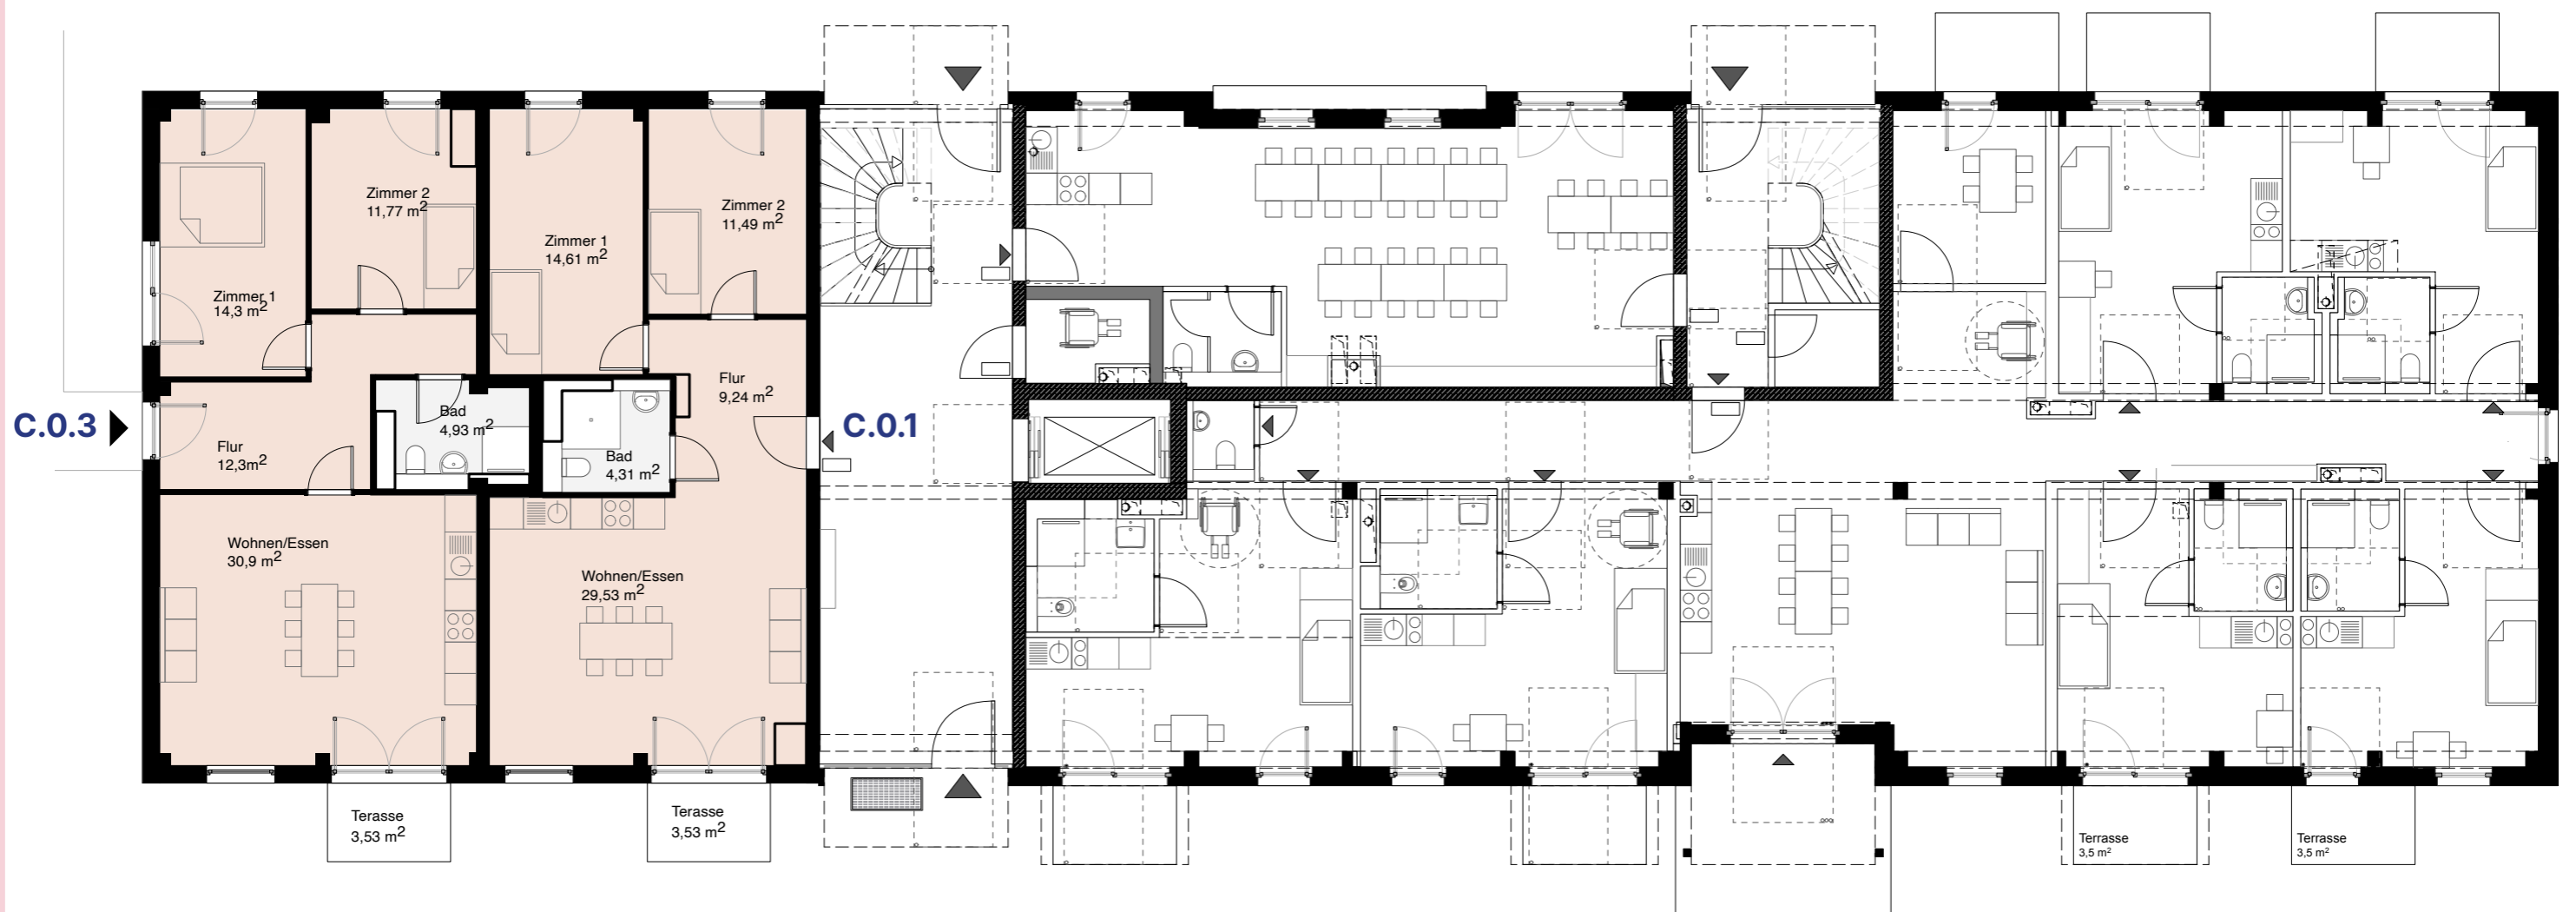 Zimmer 1
14,3 m²
Zimmer 2
11,77 m²
Zimmer 1
14,61 m²
Zimmer 2
11,49 m²
C.0.3
Flur
12,3m²
Bad
4,93 m²
Bad
4,31 m²
Flur
9,24 m²
C.0.1
Wohnen/Essen
30,9 m²
Wohnen/Essen
29,53 m²
Terasse
3,53 m²
Terasse
3,53 m²
Terrasse
3,5 m²
Terrasse
3,5 m²